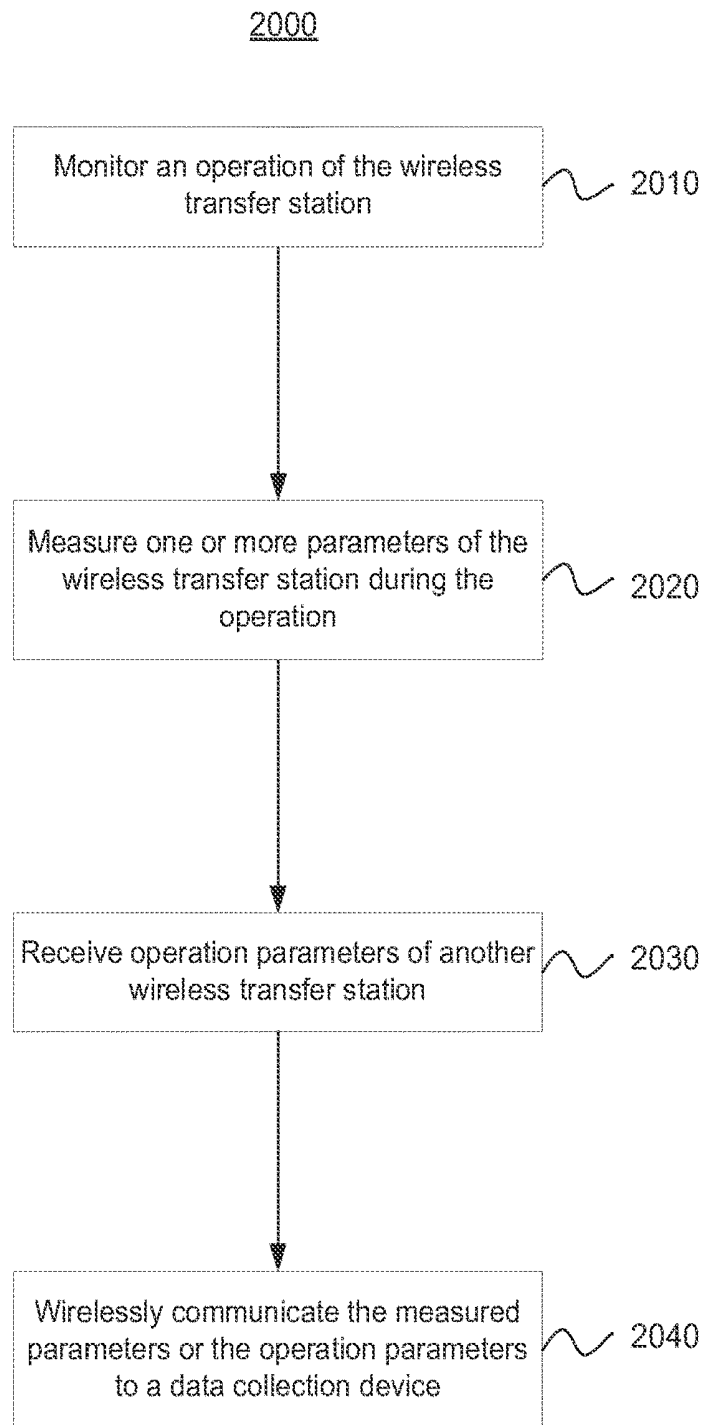 2000
Monitor an operation of the wireless
transfer station
2010
Measure one or more parameters of the
wireless transfer station during the
operation
2020
Receive operation parameters of another
wireless transfer station
2030
Wirelessly communicate the measured
parameters or the operation parameters
to a data collection device
2040